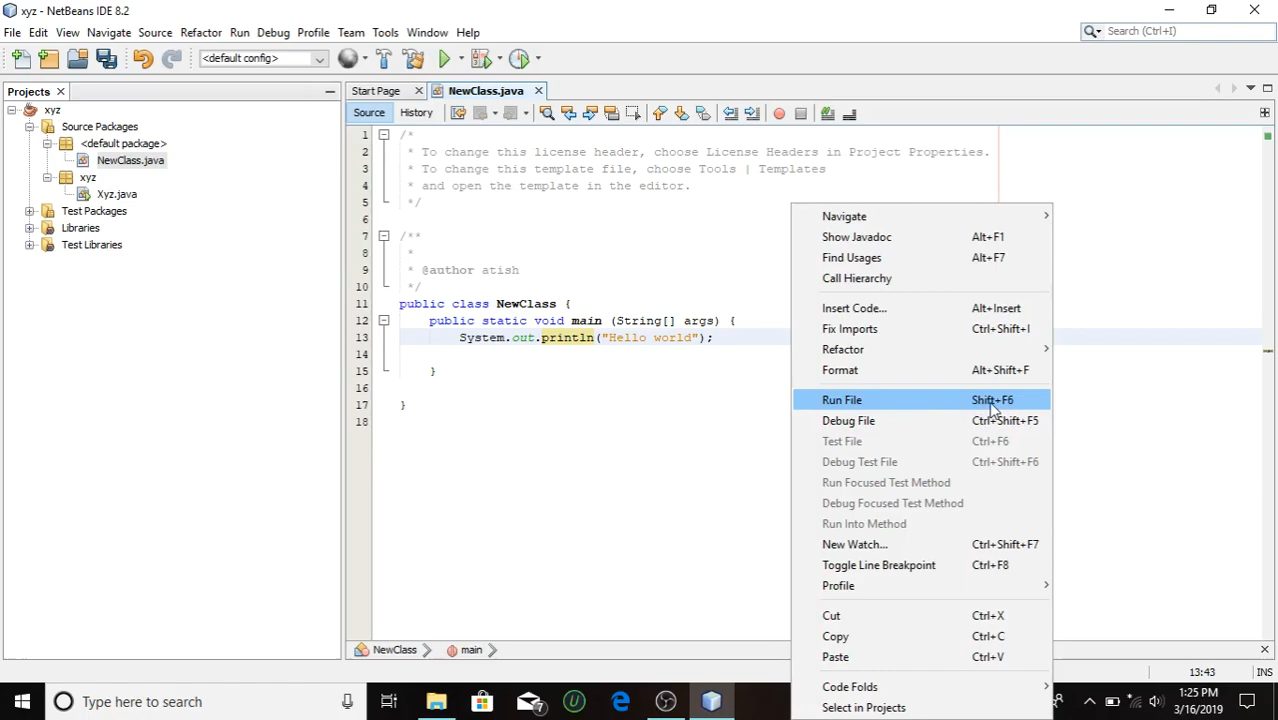 xyz - NetBeans IDE 8.2
File Edit View Navigate Source Refactor Run Debug Profile Team Tools Window Help
Search (Ctrl+I)
<default config>
Projects
Start Page
NewClass.java
xyz
Source Packages
<default package>
NewClass.java
xyz
Xyz.java
Test Packages
Libraries
Test Libraries
Source History
1 /*
2 * To change this license header, choose License Headers in Project Properties.
3 * To change this template file, choose Tools | Templates
4 * and open the template in the editor.
5 */
6
7 /**
8 *
9 * @author atish
10 */
11 public class NewClass {
12 public static void main (String[] args) {
13 System.out.println("Hello world");
14
15 }
16
17 }
18
Navigate
Show Javadoc Alt+F1
Find Usages Alt+F7
Call Hierarchy
Insert Code... Alt+Insert
Fix Imports Ctrl+Shift+I
Refactor
Format Alt+Shift+F
Run File Shift+F6
Debug File Ctrl+Shift+F5
Test File Ctrl+F6
Debug Test File Ctrl+Shift+F6
Run Focused Test Method
Debug Focused Test Method
Run Into Method
New Watch... Ctrl+Shift+F7
Toggle Line Breakpoint Ctrl+F8
Profile
Cut Ctrl+X
Copy Ctrl+C
Paste Ctrl+V
Code Folds
Select in Projects
NewClass main
13:43 INS
Type here to search
7
1:25 PM
3/16/2019